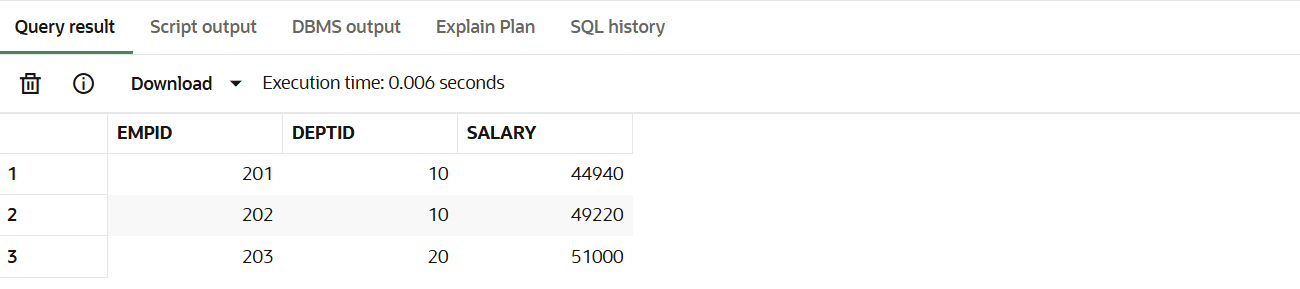 Query result Script output DBMS output Explain Plan SQL history
Download Execution time: 0.006 seconds
EMPID DEPTID SALARY
1 201 10 44940
2 202 10 49220
3 203 20 51000